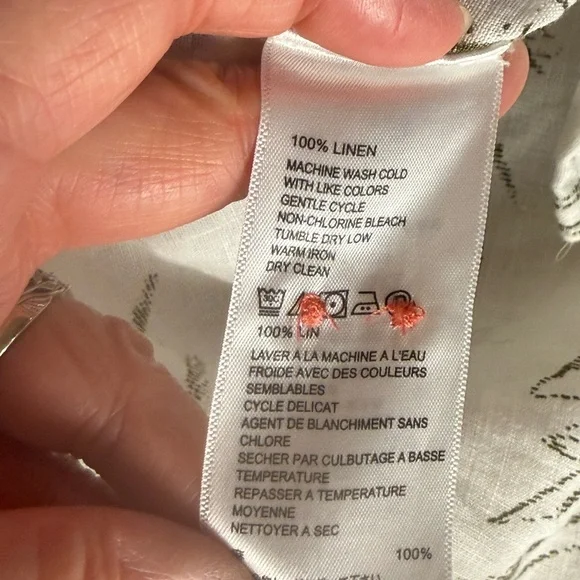 100% LINEN
MACHINE WASH COLD
WITH LIKE COLORS
GENTLE CYCLE
NON-CHLORINE BLEACH
TUMBLE DRY LOW
WARM IRON
DRY CLEAN
100% LIN
LAVER A LA MACHINE A L'EAU
FROIDE AVEC DES COULEURS
SEMBLABLES
CYCLE DELICAT
AGENT DE BLANCHIMENT SANS
CHLORE
SECHER PAR CULBUTAGE A BASSE
TEMPERATURE
REPASSER A TEMPERATURE
MOYENNE
NETTOYER A SEC
100%